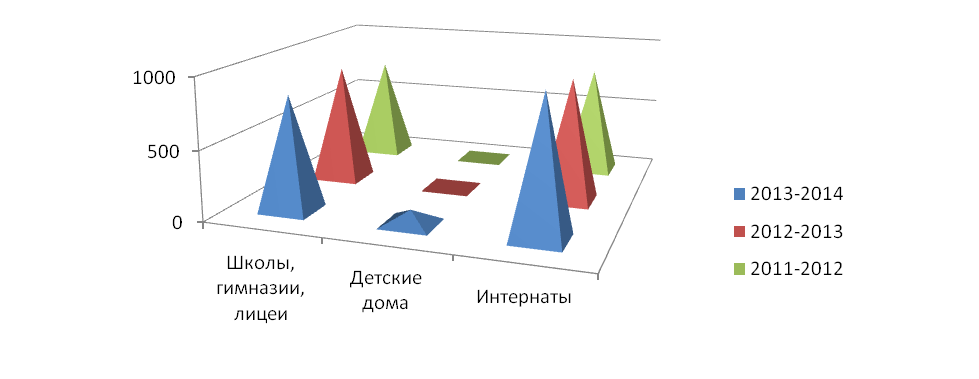 1000
500
0
Школы,
гимназии,
лицеи
Детские
дома
Интернаты
2013-2014
2012-2013
2011-2012